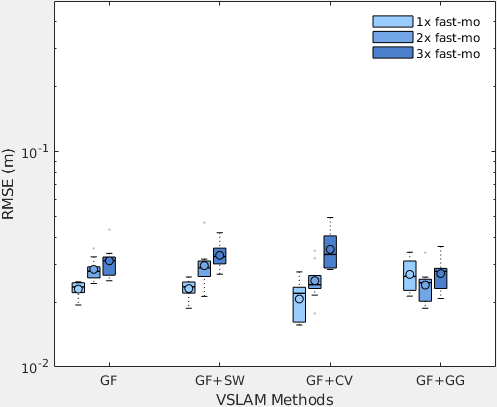 1x fast-mo
2x fast-mo
3x fast-mo
RMSE (m)
10^-1
10^-2
GF GF+SW GF+CV GF+GG
VSLAM Methods